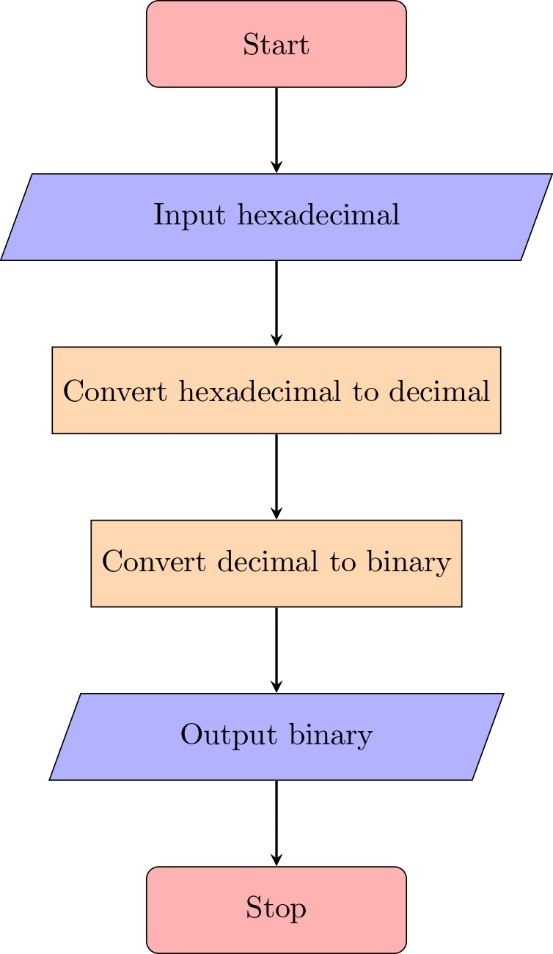 Start
Input hexadecimal
Convert hexadecimal to decimal
Convert decimal to binary
Output binary
Stop